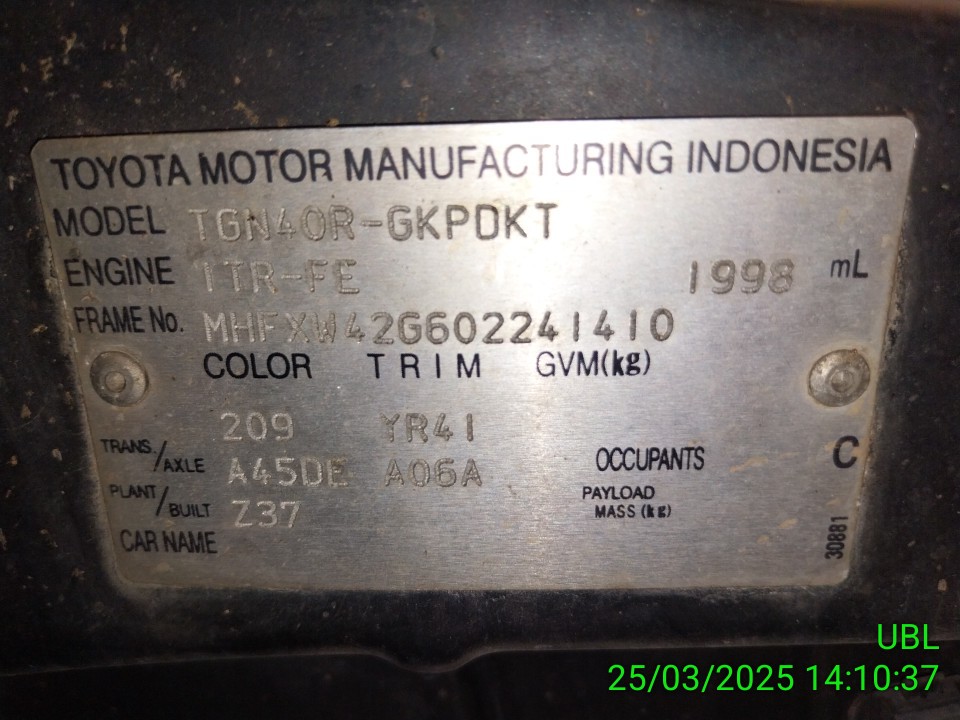 TOYOTA MOTOR MANUFACTURING INDONESIA
MODEL TGN40R-GKPDKT
ENGINE 1TR-FE 1998 mL
FRAME No. MHFXW42G602241410
COLOR TRIM GVM(kg)
209 YR41
TRANS./AXLE A45DE A06A OCCUPANTS C
PLANT/BUILT Z37 PAYLOAD
MASS (kg)
CAR NAME
30881
UBL
25/03/2025 14:10:37